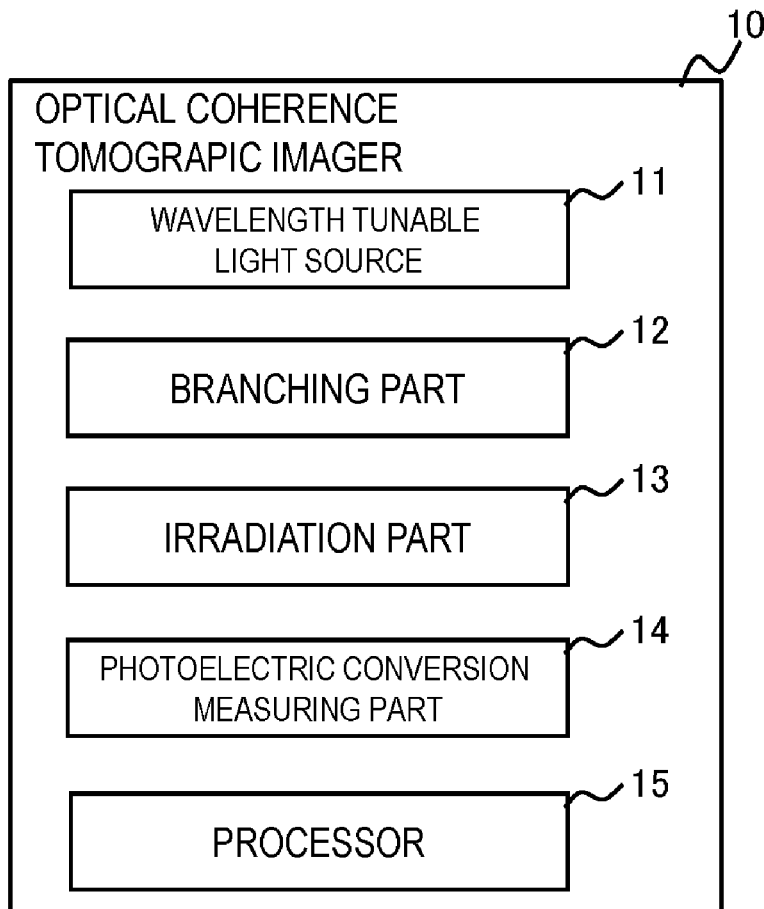 10
OPTICAL COHERENCE
TOMOGRAPIC IMAGER
11
WAVELENGTH TUNABLE
LIGHT SOURCE
12
BRANCHING PART
13
IRRADIATION PART
14
PHOTOELECTRIC CONVERSION
MEASURING PART
15
PROCESSOR